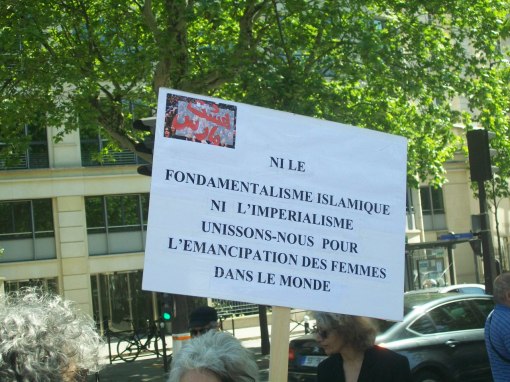 NI LE
FONDAMENTALISME ISLAMIQUE
NI L'IMPERIALISME
UNISSONS-NOUS POUR
L'EMANCIPATION DES FEMMES
DANS LE MONDE